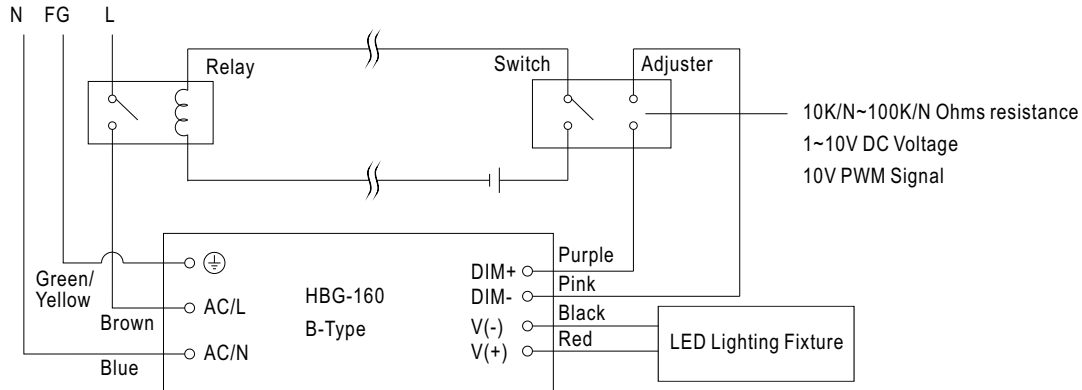 N FG L
Relay
Switch
Adjuster
10K/N~100K/N Ohms resistance
1~10V DC Voltage
10V PWM Signal
Green/
Yellow
Brown
Blue
AC/L
AC/N
HBG-160
B-Type
DIM+
DIM-
V(-)
V(+)
Purple
Pink
Black
Red
LED Lighting Fixture